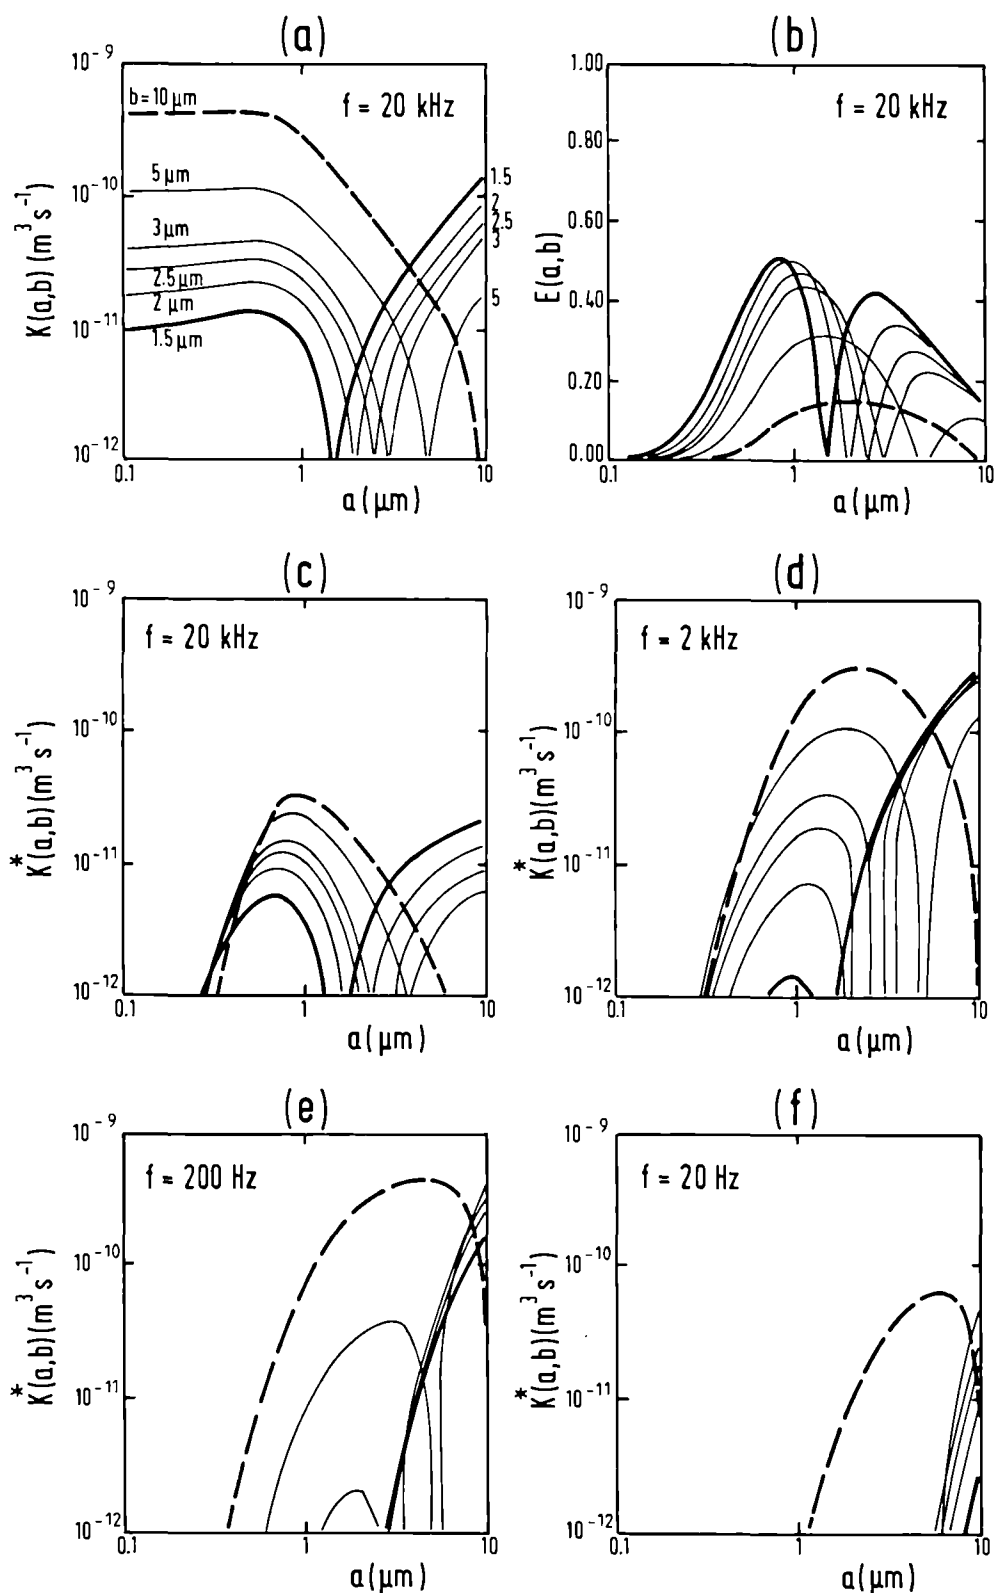 (a)
10⁻⁹
b = 10 μm
f = 20 kHz
5 μm
10⁻¹⁰
3 μm
2.5 μm
2 μm
10⁻¹¹
1.5 μm
10⁻¹²
1.5
2
2.5
3
5
K(a,b) (m³ s⁻¹)
0.1
1
10
a (μm)
(b)
1.00
f = 20 kHz
0.80
0.60
0.40
0.20
0.00
E(a,b)
0.1
1
10
a (μm)
(c)
10⁻⁹
f = 20 kHz
10⁻¹⁰
10⁻¹¹
10⁻¹²
K*(a,b) (m³ s⁻¹)
0.1
1
10
a (μm)
(d)
10⁻⁹
f = 2 kHz
10⁻¹⁰
10⁻¹¹
10⁻¹²
K*(a,b) (m³ s⁻¹)
0.1
1
10
a (μm)
(e)
10⁻⁹
f = 200 Hz
10⁻¹⁰
10⁻¹¹
10⁻¹²
K*(a,b) (m³ s⁻¹)
0.1
1
10
a (μm)
(f)
10⁻⁹
f = 20 Hz
10⁻¹⁰
10⁻¹¹
10⁻¹²
K*(a,b) (m³ s⁻¹)
0.1
1
10
a (μm)